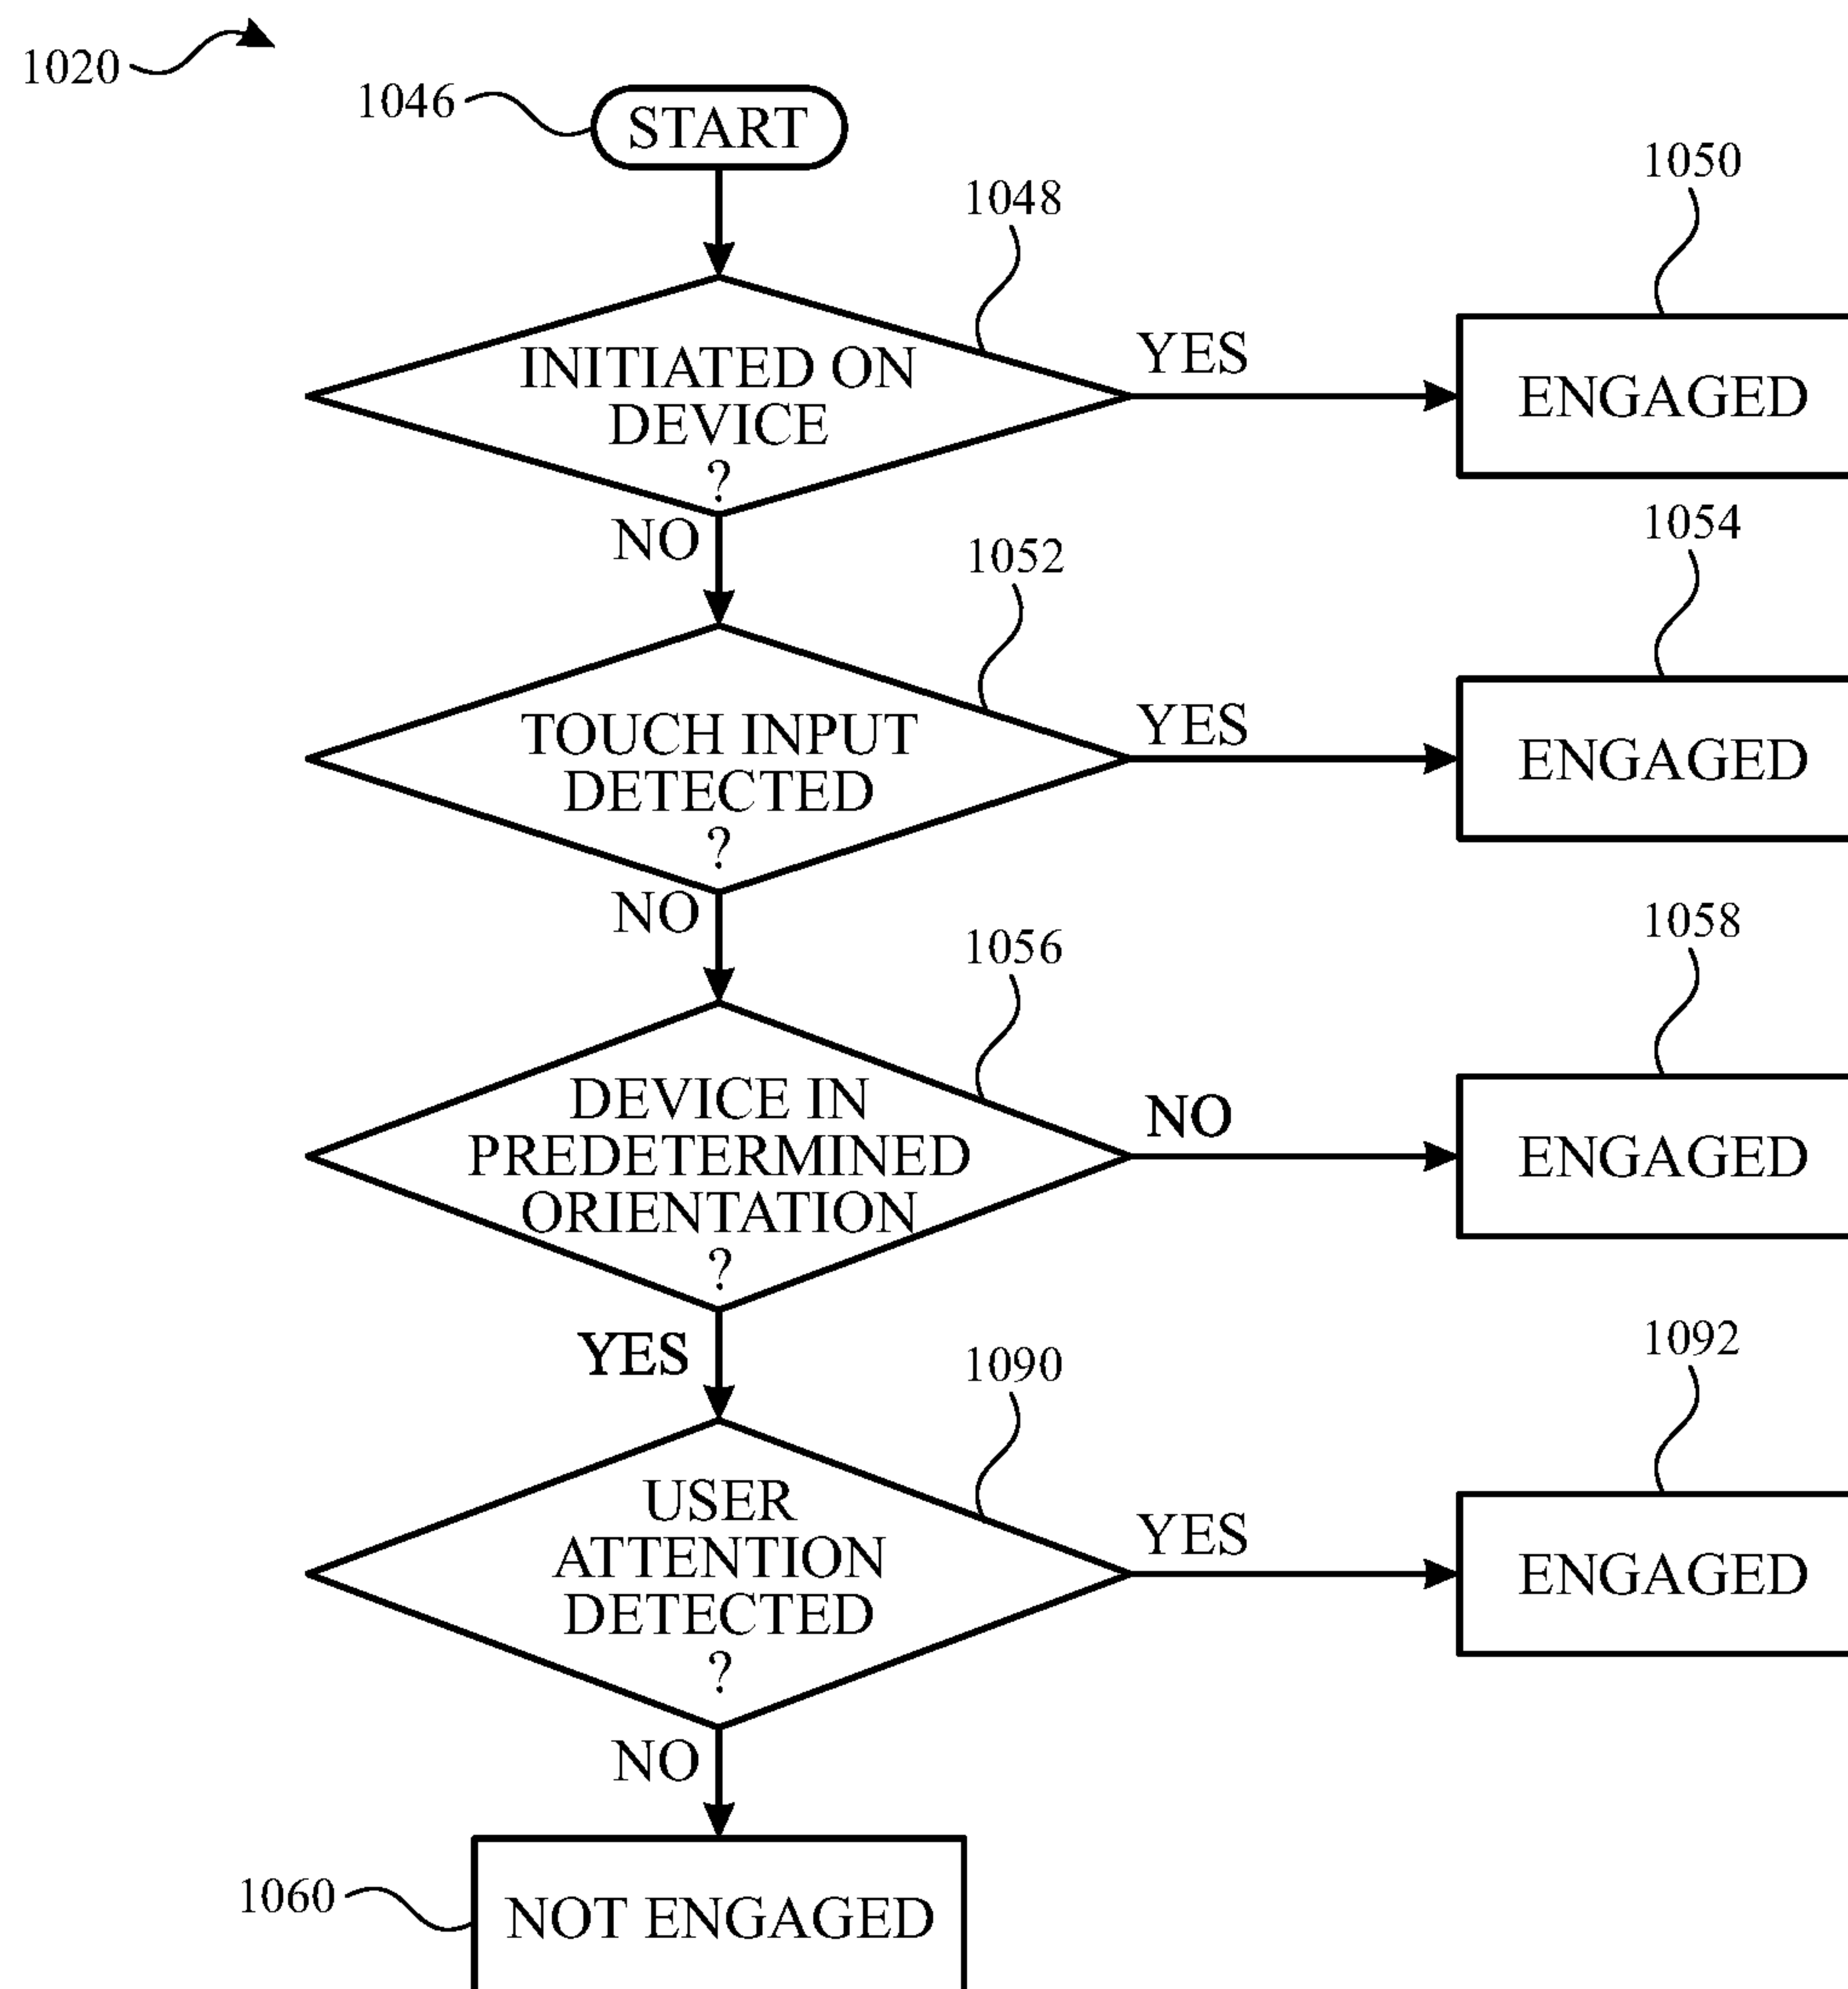 1020
1046
START
1048
1050
INITIATED ON
DEVICE
?
YES
ENGAGED
NO
1052
1054
TOUCH INPUT
DETECTED
?
YES
ENGAGED
NO
1056
1058
DEVICE IN
PREDETERMINED
ORIENTATION
?
NO
ENGAGED
YES
1090
1092
USER
ATTENTION
DETECTED
?
YES
ENGAGED
NO
1060
NOT ENGAGED